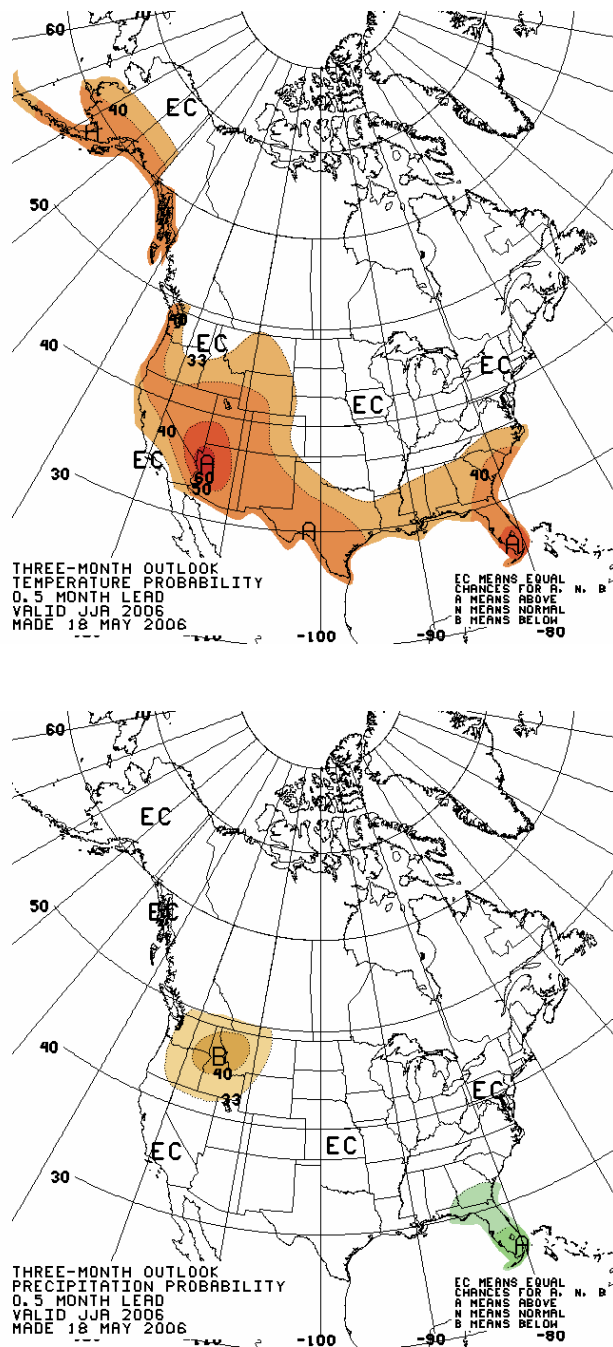 70
60
40
EC
A
50
40
EC
33
EC
40
EC
40
40
A
60
50
EC
30
A
A
THREE-MONTH OUTLOOK
TEMPERATURE PROBABILITY
0.5 MONTH LEAD
VALID JJA 2006
MADE 18 MAY 2006
EC MEANS EQUAL
CHANCES FOR A, N, B
A MEANS ABOVE
N MEANS NORMAL
B MEANS BELOW
-110
-100
-90
-80
70
60
EC
50
EC
40
B
40
33
EC
EC
EC
30
A
THREE-MONTH OUTLOOK
PRECIPITATION PROBABILITY
0.5 MONTH LEAD
VALID JJA 2006
MADE 18 MAY 2006
EC MEANS EQUAL
CHANCES FOR A, N, B
A MEANS ABOVE
N MEANS NORMAL
B MEANS BELOW
-110
-100
-90
-80